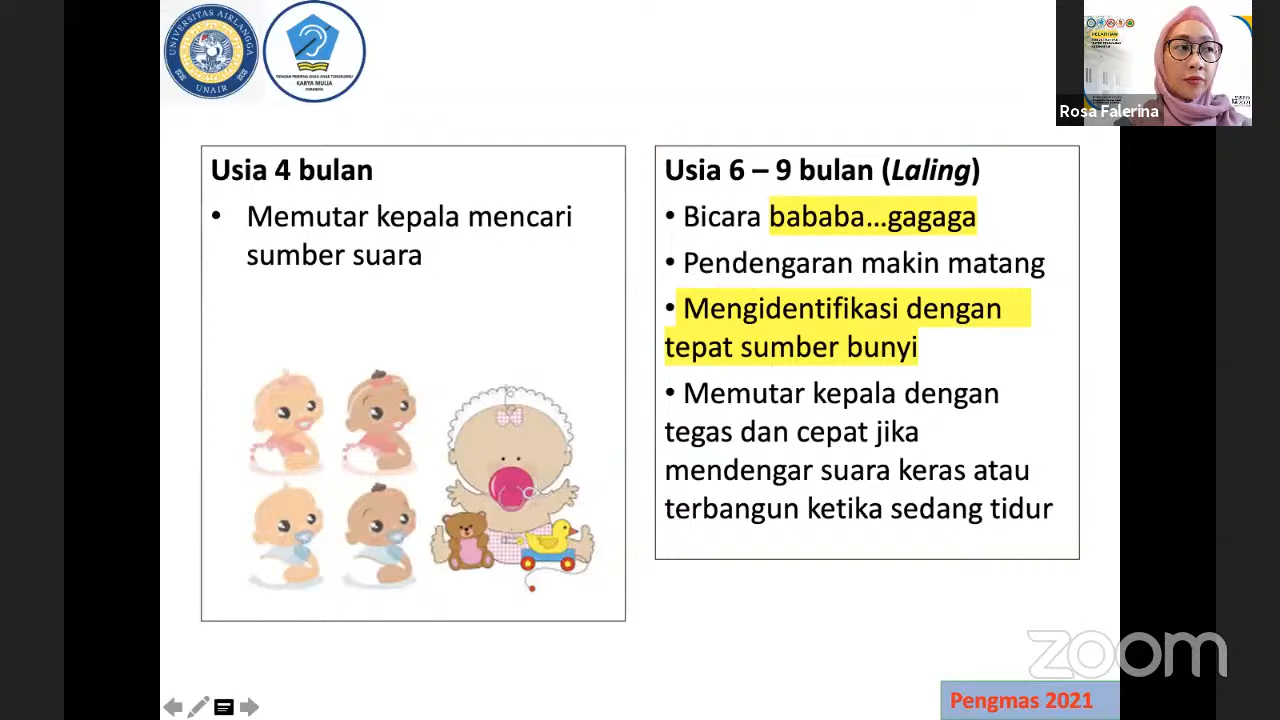 UNIVERSITAS AIRLANGGA
UNAIR
KARYA MULIA
Rosa Falerina
Usia 4 bulan
• Memutar kepala mencari
sumber suara
Usia 6 – 9 bulan (Laling)
• Bicara bababa...gagaga
• Pendengaran makin matang
• Mengidentifikasi dengan
tepat sumber bunyi
• Memutar kepala dengan
tegas dan cepat jika
mendengar suara keras atau
terbangun ketika sedang tidur
zoom
Pengmas 2021